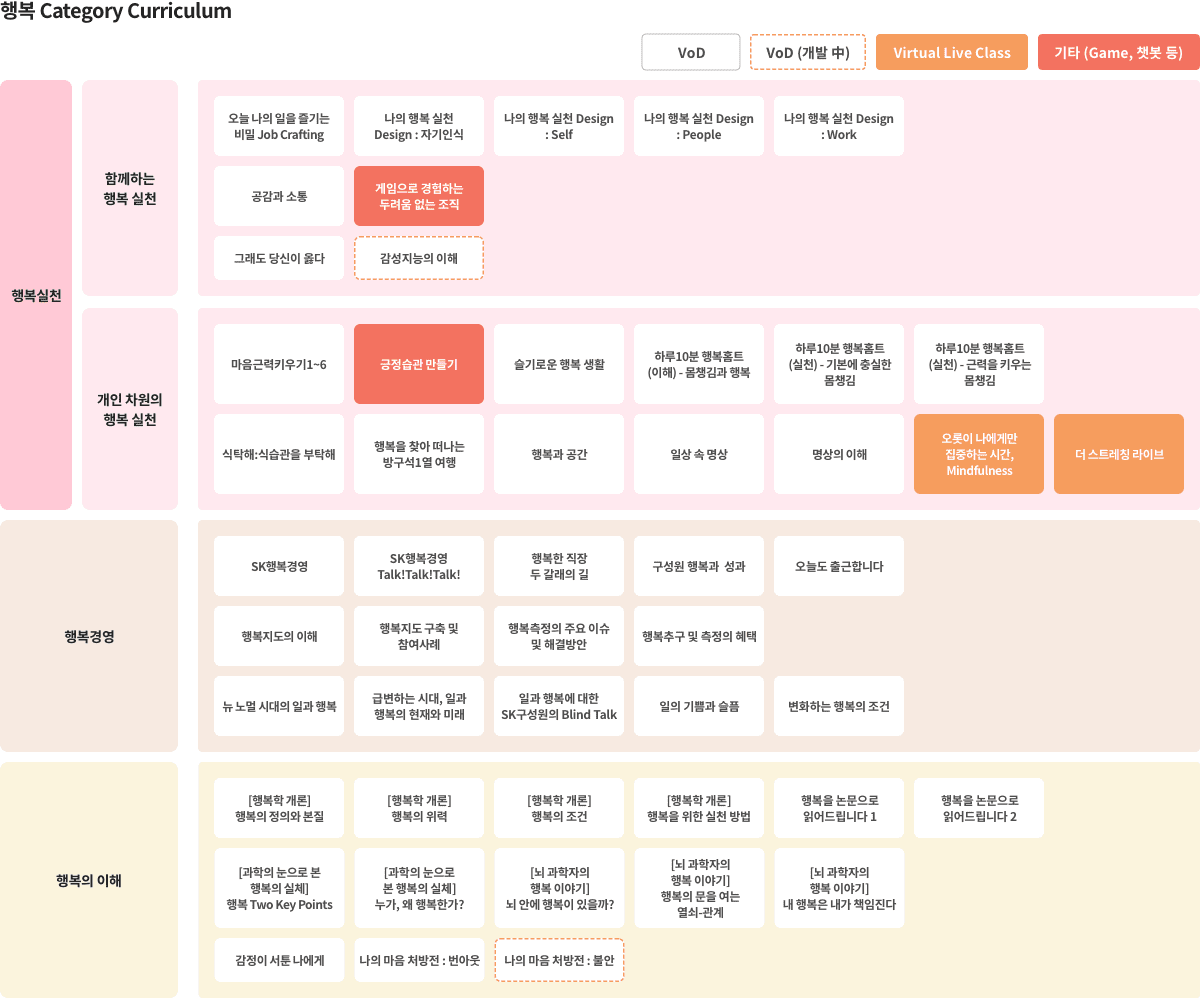 행복 Category Curriculum
VoD
VoD (개발 中)
Virtual Live Class
기타 (Game, 챗봇 등)
행복실천
함께하는
행복 실천
오늘 나의 일을 즐기는
비밀 Job Crafting
나의 행복 실천
Design : 자기인식
나의 행복 실천 Design
: Self
나의 행복 실천 Design
: People
나의 행복 실천 Design
: Work
공감과 소통
게임으로 경험하는
두려움 없는 조직
그래도 당신이 옳다
감성지능의 이해
개인 차원의
행복 실천
마음근력키우기1~6
긍정습관 만들기
슬기로운 행복 생활
하루10분 행복홈트
(이해) - 몸챙김과 행복
하루10분 행복홈트
(실천) - 기본에 충실한
몸챙김
하루10분 행복홈트
(실천) - 근력을 키우는
몸챙김
식탁해:식습관을 부탁해
행복을 찾아 떠나는
방구석1열 여행
행복과 공간
일상 속 명상
명상의 이해
오롯이 나에게만
집중하는 시간,
Mindfulness
더 스트레칭 라이브
행복경영
SK행복경영
SK행복경영
Talk!Talk!Talk!
행복한 직장
두 갈래의 길
구성원 행복과 성과
오늘도 출근합니다
행복지도의 이해
행복지도 구축 및
참여사례
행복측정의 주요 이슈
및 해결방안
행복추구 및 측정의 혜택
뉴 노멀 시대의 일과 행복
급변하는 시대, 일과
행복의 현재와 미래
일과 행복에 대한
SK구성원의 Blind Talk
일의 기쁨과 슬픔
변화하는 행복의 조건
행복의 이해
[행복학 개론]
행복의 정의와 본질
[행복학 개론]
행복의 위력
[행복학 개론]
행복의 조건
[행복학 개론]
행복을 위한 실천 방법
행복을 논문으로
읽어드립니다 1
행복을 논문으로
읽어드립니다 2
[과학의 눈으로 본
행복의 실체]
행복 Two Key Points
[과학의 눈으로
본 행복의 실체]
누가, 왜 행복한가?
[뇌 과학자의
행복 이야기]
뇌 안에 행복이 있을까?
[뇌 과학자의
행복 이야기]
행복의 문을 여는
열쇠-관계
[뇌 과학자의
행복 이야기]
내 행복은 내가 책임진다
감정이 서툰 나에게
나의 마음 처방전 : 번아웃
나의 마음 처방전 : 불안